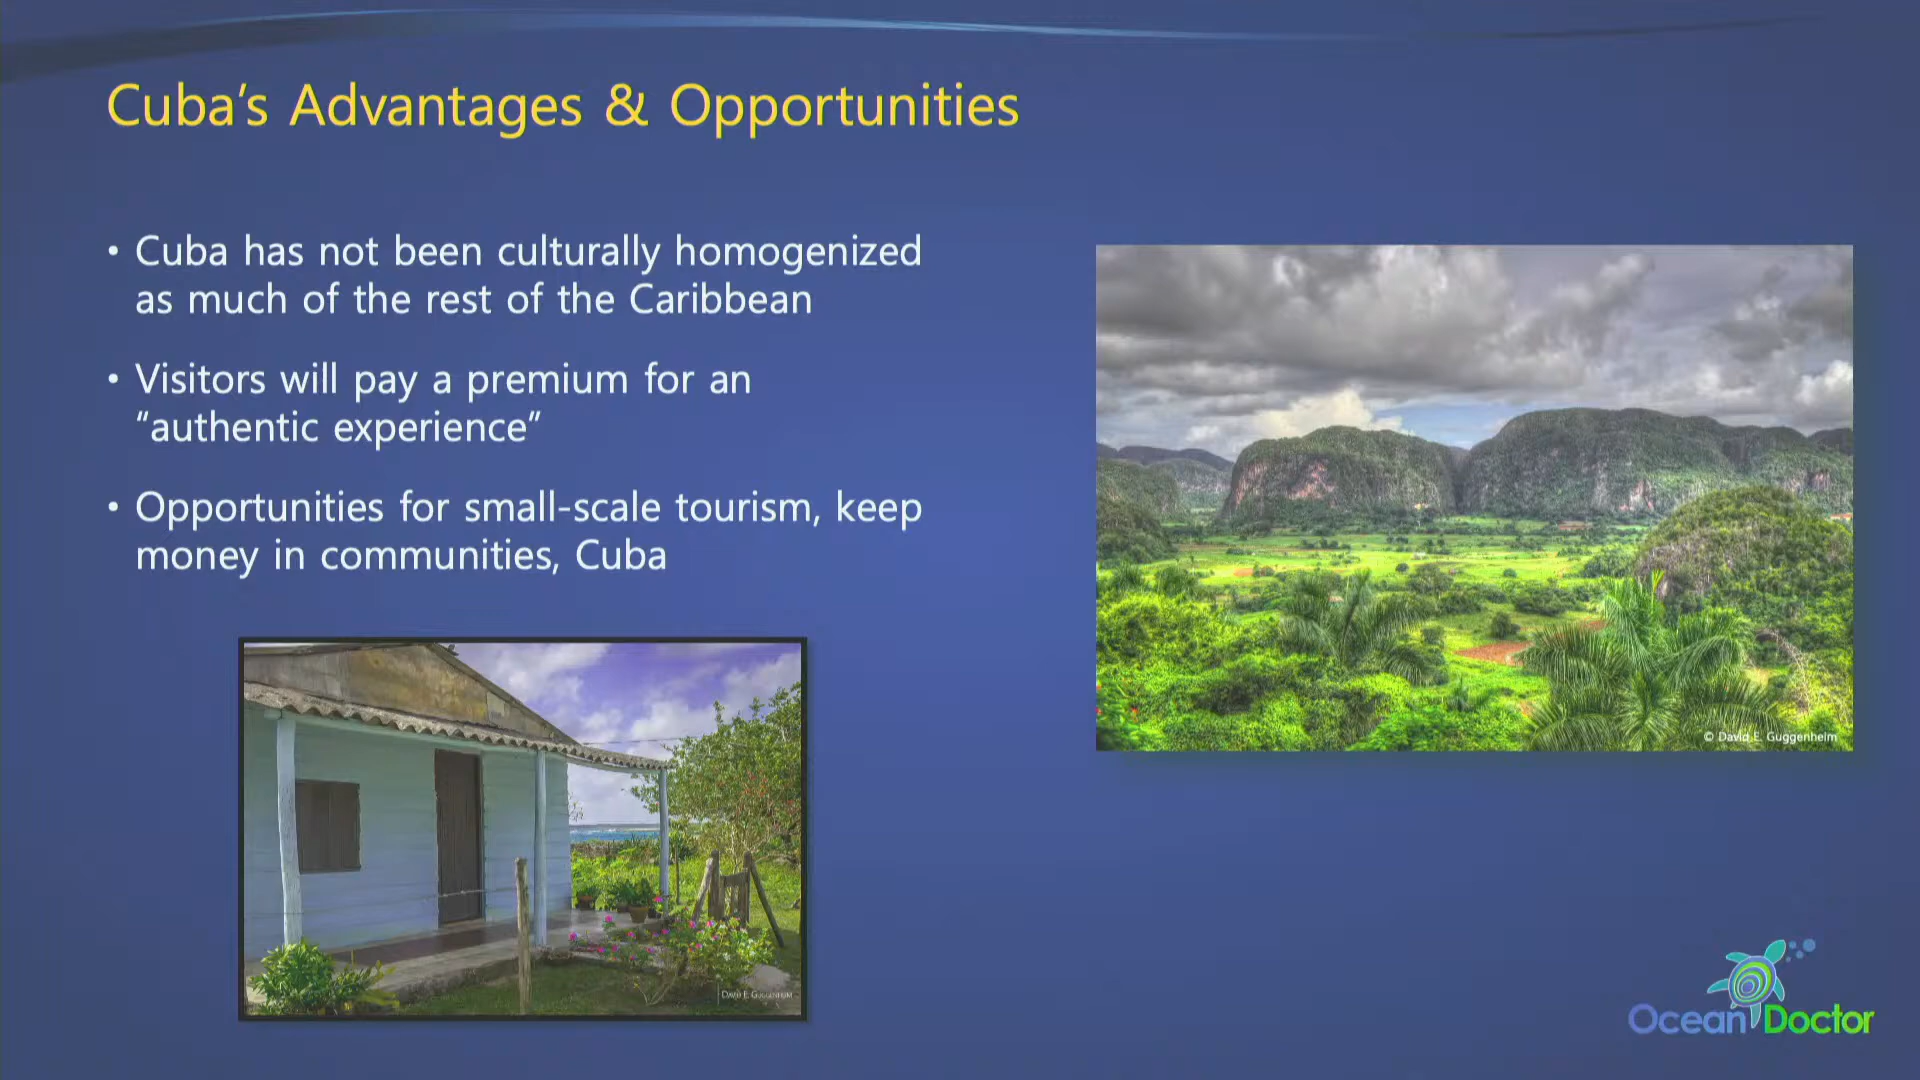 Cuba’s Advantages & Opportunities
• Cuba has not been culturally homogenized
as much of the rest of the Caribbean
• Visitors will pay a premium for an
“authentic experience”
• Opportunities for small-scale tourism, keep
money in communities, Cuba
© David E. Guggenheim
David E. Guggenheim
Ocean Doctor